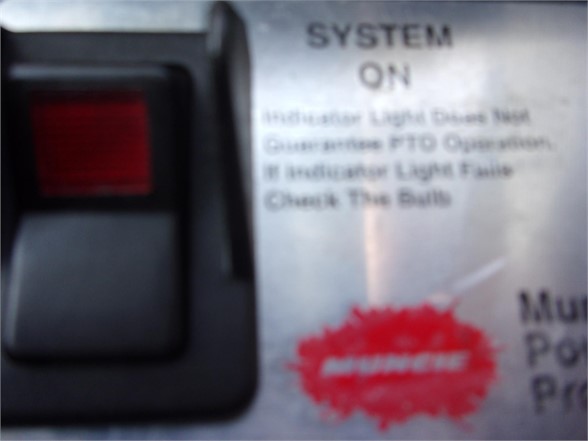 SYSTEM
ON
Indicator Light Does Not
Guarantee PTO Operation.
If Indicator Light Fails
Check The Bulb
MUNCIE
Mun
Po
Pr